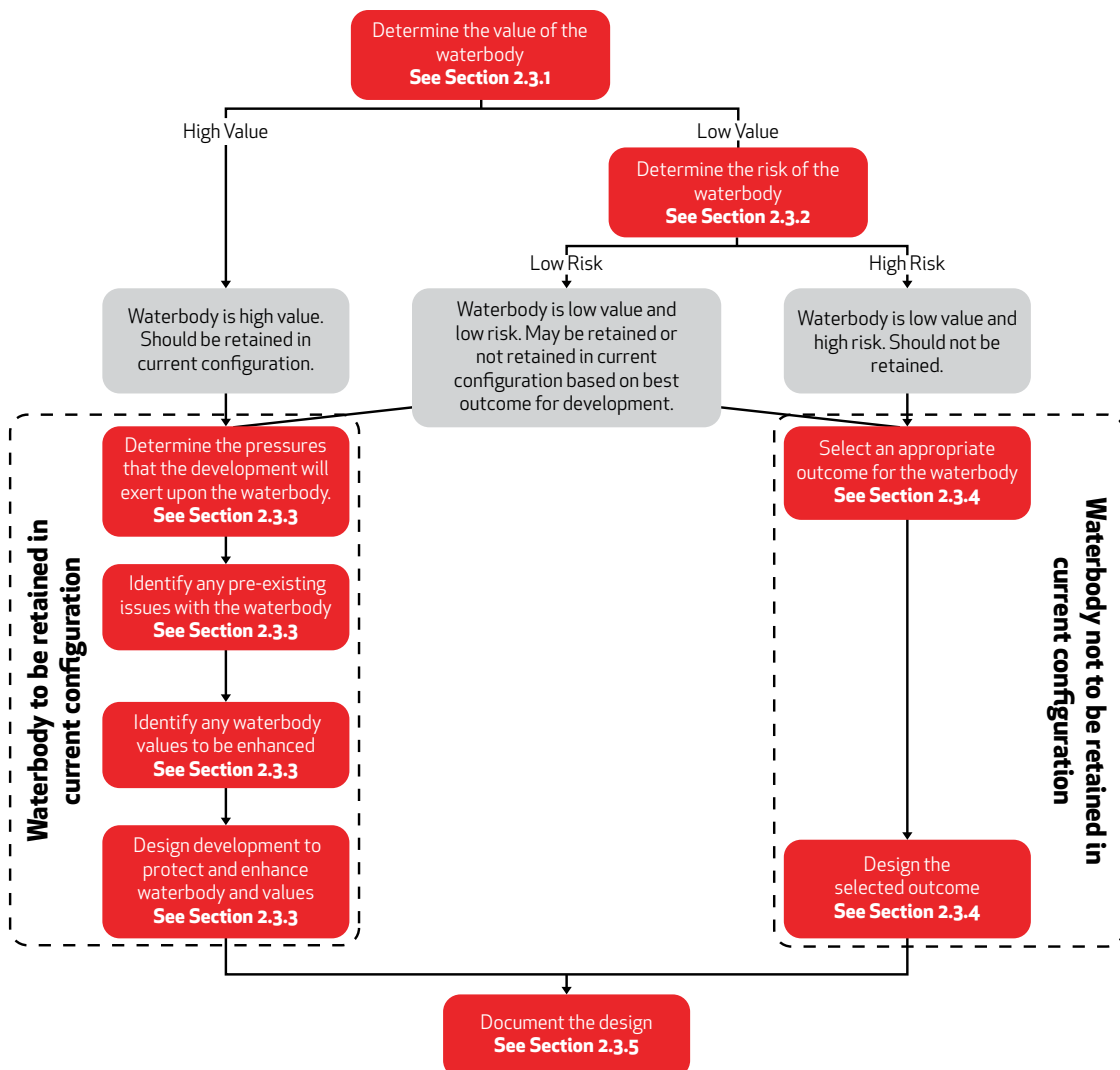 Determine the value of the
waterbody
See Section 2.3.1
High Value
Low Value
Determine the risk of the
waterbody
See Section 2.3.2
Low Risk
High Risk
Waterbody is high value.
Should be retained in
current configuration.
Waterbody is low value and
low risk. May be retained or
not retained in current
configuration based on best
outcome for development.
Waterbody is low value and
high risk. Should not be
retained.
Waterbody to be retained in
current configuration
Determine the pressures
that the development will
exert upon the waterbody.
See Section 2.3.3
Identify any pre-existing
issues with the waterbody
See Section 2.3.3
Identify any waterbody
values to be enhanced
See Section 2.3.3
Design development to
protect and enhance
waterbody and values
See Section 2.3.3
Select an appropriate
outcome for the waterbody
See Section 2.3.4
Design the
selected outcome
See Section 2.3.4
Waterbody not to be retained in
current configuration
Document the design
See Section 2.3.5